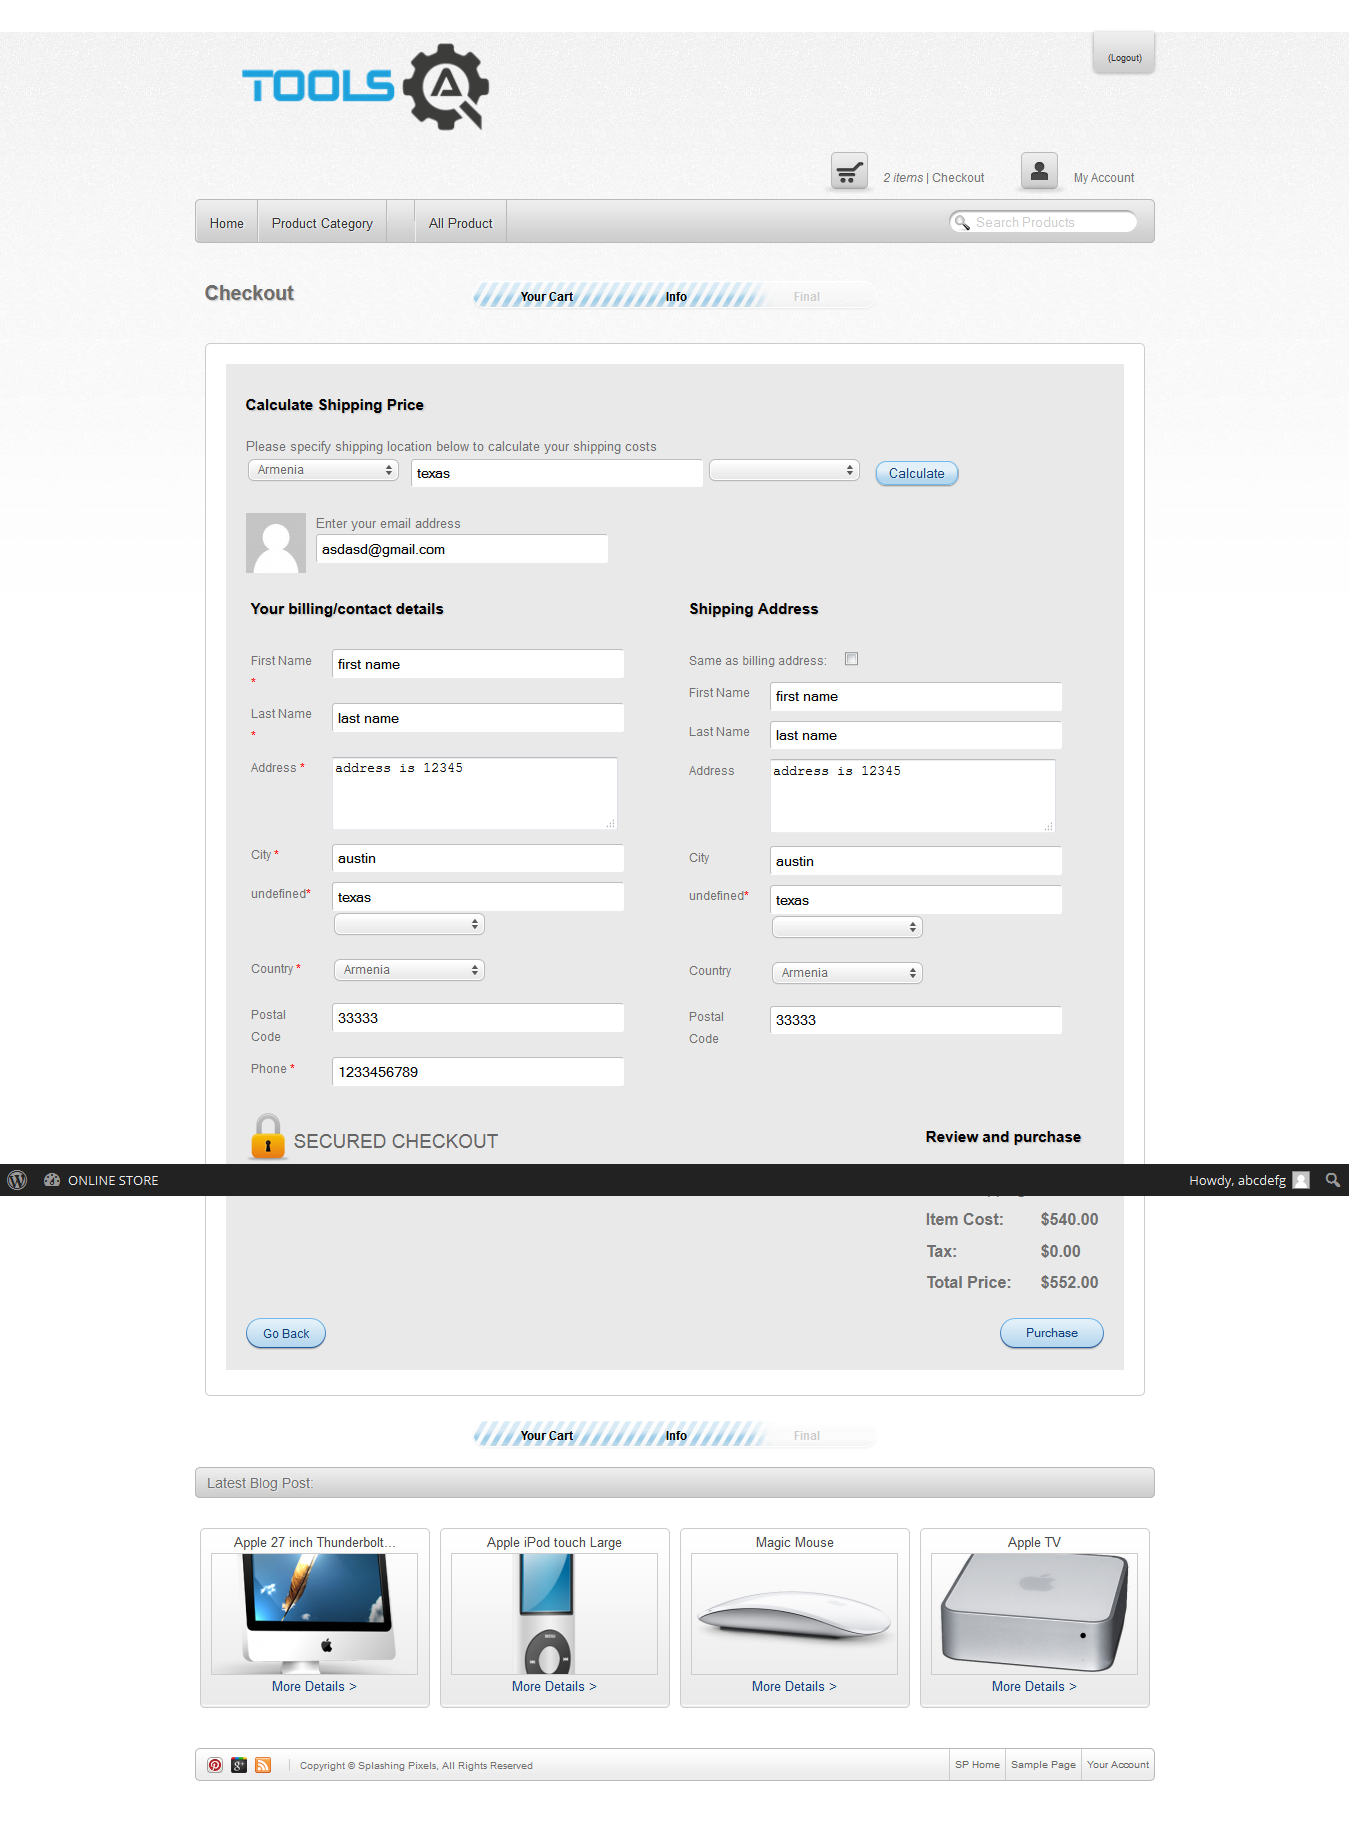 TOOLS A
(Logout)
2 items | Checkout
My Account
Home
Product Category
All Product
Search Products
Checkout
Your Cart
Info
Final
Calculate Shipping Price
Please specify shipping location below to calculate your shipping costs
Armenia
texas
Calculate
Enter your email address
asdasd@gmail.com
Your billing/contact details
First Name
*
first name
Last Name
*
last name
Address *
address is 12345
City *
austin
undefined*
texas
Country *
Armenia
Postal
Code
33333
Phone *
1233456789
Shipping Address
Same as billing address:
First Name
first name
Last Name
last name
Address
address is 12345
City
austin
undefined*
texas
Country
Armenia
Postal
Code
33333
SECURED CHECKOUT
Review and purchase
ONLINE STORE
Howdy, abcdefg
Item Cost: $540.00
Tax: $0.00
Total Price: $552.00
Go Back
Purchase
Your Cart
Info
Final
Latest Blog Post:
Apple 27 inch Thunderbolt...
More Details >
Apple iPod touch Large
MENU
More Details >
Magic Mouse
More Details >
Apple TV
More Details >
Copyright © Splashing Pixels, All Rights Reserved
SP Home
Sample Page
Your Account